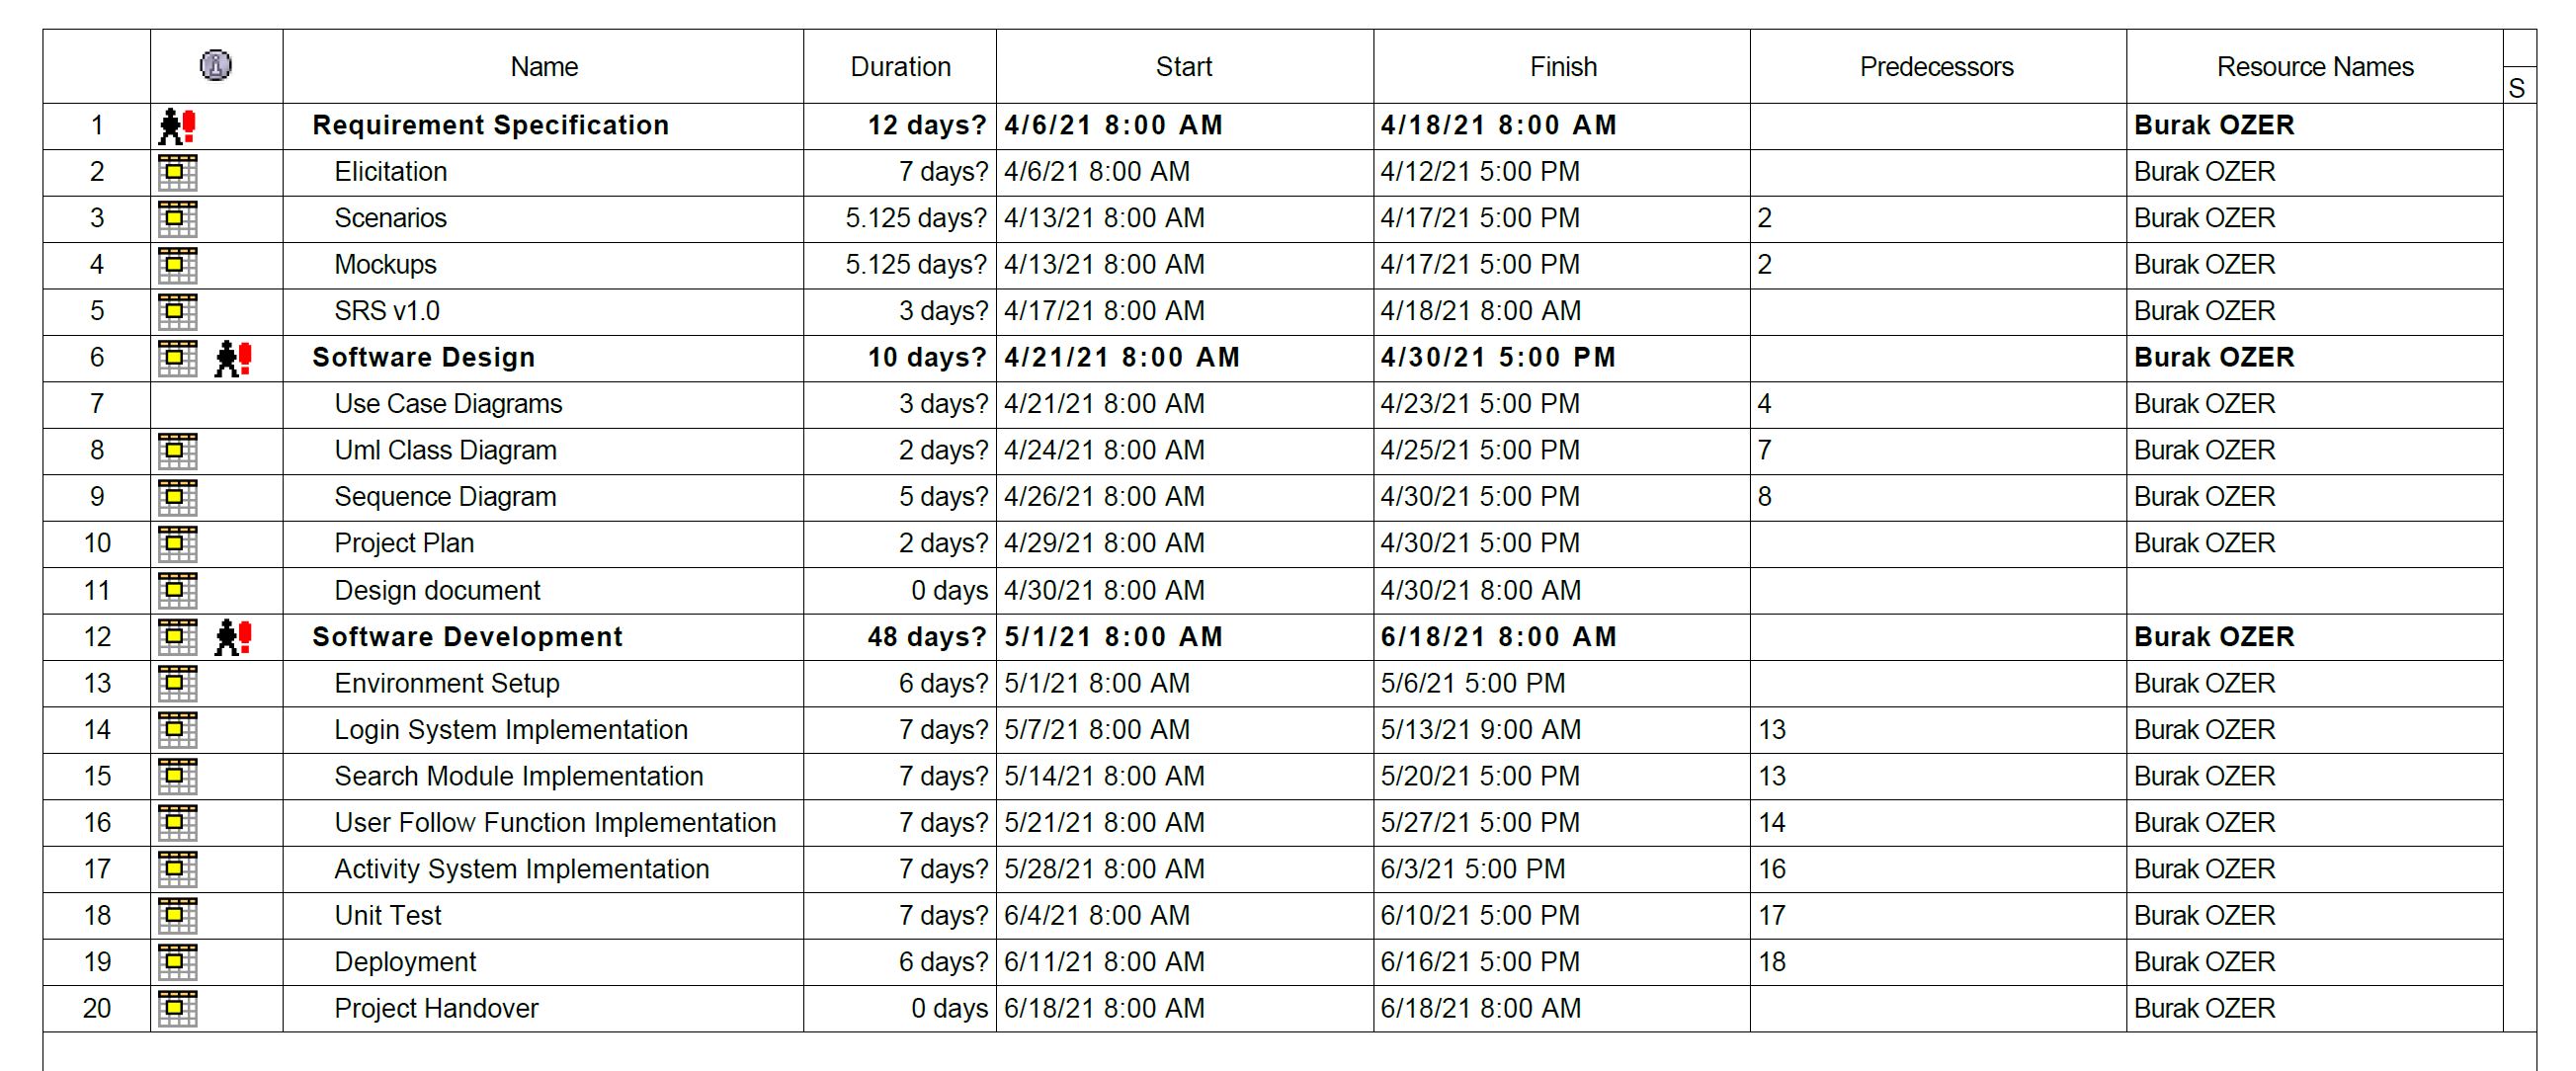 Name Duration Start Finish Predecessors Resource Names
S
1 Requirement Specification 12 days? 4/6/21 8:00 AM 4/18/21 8:00 AM Burak OZER
2 Elicitation 7 days? 4/6/21 8:00 AM 4/12/21 5:00 PM Burak OZER
3 Scenarios 5.125 days? 4/13/21 8:00 AM 4/17/21 5:00 PM 2 Burak OZER
4 Mockups 5.125 days? 4/13/21 8:00 AM 4/17/21 5:00 PM 2 Burak OZER
5 SRS v1.0 3 days? 4/17/21 8:00 AM 4/18/21 8:00 AM Burak OZER
6 Software Design 10 days? 4/21/21 8:00 AM 4/30/21 5:00 PM Burak OZER
7 Use Case Diagrams 3 days? 4/21/21 8:00 AM 4/23/21 5:00 PM 4 Burak OZER
8 Uml Class Diagram 2 days? 4/24/21 8:00 AM 4/25/21 5:00 PM 7 Burak OZER
9 Sequence Diagram 5 days? 4/26/21 8:00 AM 4/30/21 5:00 PM 8 Burak OZER
10 Project Plan 2 days? 4/29/21 8:00 AM 4/30/21 5:00 PM Burak OZER
11 Design document 0 days 4/30/21 8:00 AM 4/30/21 8:00 AM
12 Software Development 48 days? 5/1/21 8:00 AM 6/18/21 8:00 AM Burak OZER
13 Environment Setup 6 days? 5/1/21 8:00 AM 5/6/21 5:00 PM Burak OZER
14 Login System Implementation 7 days? 5/7/21 8:00 AM 5/13/21 9:00 AM 13 Burak OZER
15 Search Module Implementation 7 days? 5/14/21 8:00 AM 5/20/21 5:00 PM 13 Burak OZER
16 User Follow Function Implementation 7 days? 5/21/21 8:00 AM 5/27/21 5:00 PM 14 Burak OZER
17 Activity System Implementation 7 days? 5/28/21 8:00 AM 6/3/21 5:00 PM 16 Burak OZER
18 Unit Test 7 days? 6/4/21 8:00 AM 6/10/21 5:00 PM 17 Burak OZER
19 Deployment 6 days? 6/11/21 8:00 AM 6/16/21 5:00 PM 18 Burak OZER
20 Project Handover 0 days 6/18/21 8:00 AM 6/18/21 8:00 AM Burak OZER